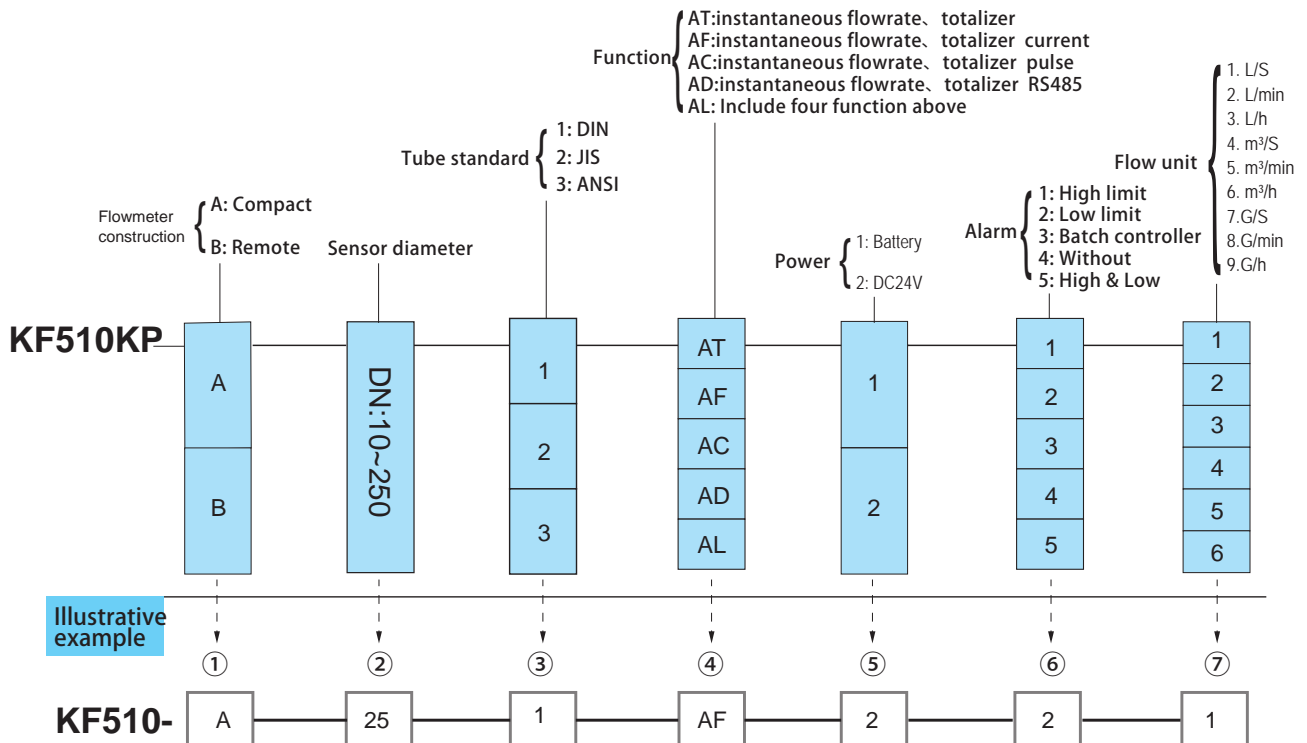 Function
AT:instantaneous flowrate、totalizer
AF:instantaneous flowrate、totalizer current
AC:instantaneous flowrate、totalizer pulse
AD:instantaneous flowrate、totalizer RS485
AL: Include four function above
Tube standard
1: DIN
2: JIS
3: ANSI
Flow unit
1. L/S
2. L/min
3. L/h
4. m³/S
5. m³/min
6. m³/h
7.G/S
8.G/min
9.G/h
Flowmeter
construction
A: Compact
B: Remote
Sensor diameter
Power
1: Battery
2: DC24V
Alarm
1: High limit
2: Low limit
3: Batch controller
4: Without
5: High & Low
KF510KP
A
B
DN:10~250
1
2
3
AT
AF
AC
AD
AL
1
2
1
2
3
4
5
1
2
3
4
5
6
Illustrative
example
① ② ③ ④ ⑤ ⑥ ⑦
KF510- A 25 1 AF 2 2 1